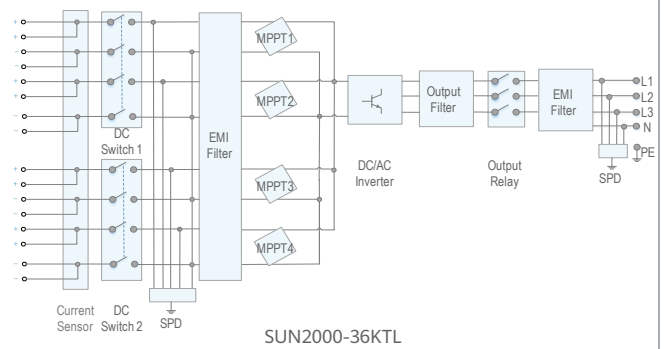 +
+
-
-
+
+
-
-
DC
Switch 1
+
+
-
-
+
+
-
-
Current
Sensor
DC
Switch 2
SPD
EMI
Filter
MPPT1
MPPT2
MPPT3
MPPT4
DC/AC
Inverter
Output
Filter
Output
Relay
EMI
Filter
L1
L2
L3
N
PE
SPD
SUN2000-36KTL